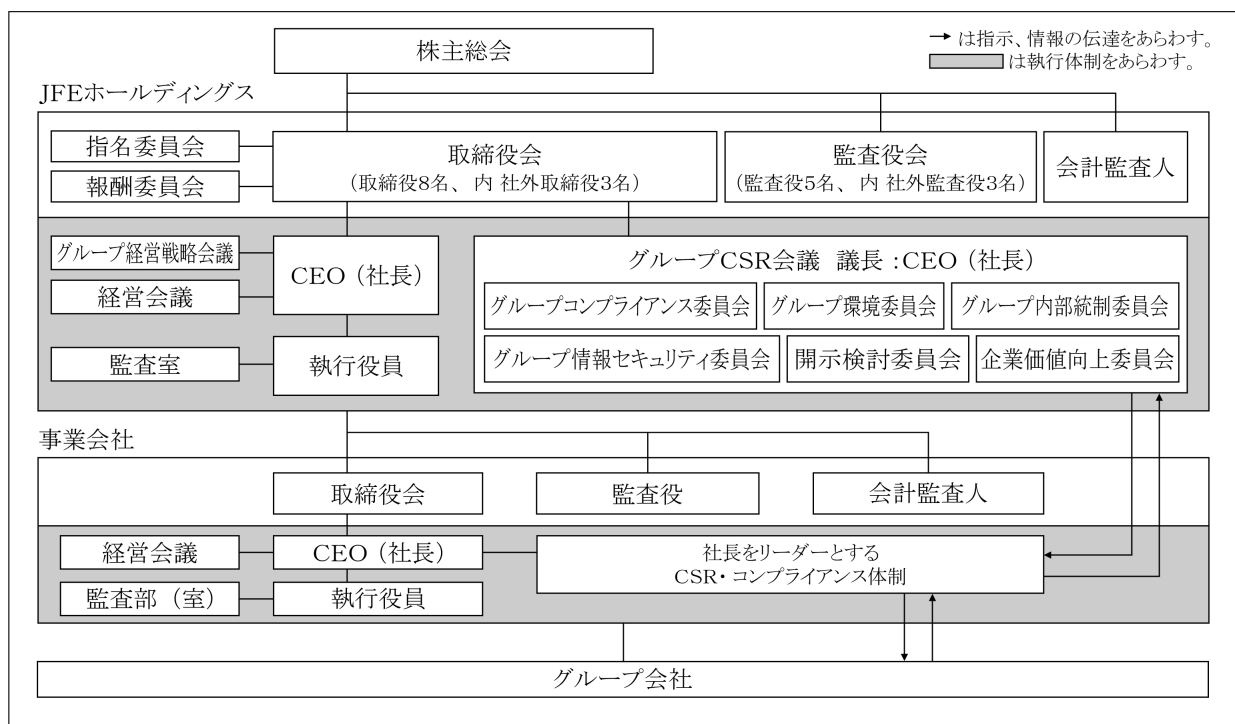 株主総会
→ は指示、情報の伝達をあらわす。
は執行体制をあらわす。
JFEホールディングス
指名委員会
報酬委員会
取締役会
(取締役8名、内 社外取締役3名)
監査役会
(監査役5名、内 社外監査役3名)
会計監査人
グループ経営戦略会議
経営会議
CEO (社長)
監査室
執行役員
グループCSR会議 議長:CEO (社長)
グループコンプライアンス委員会
グループ環境委員会
グループ内部統制委員会
グループ情報セキュリティ委員会
開示検討委員会
企業価値向上委員会
事業会社
取締役会
監査役
会計監査人
経営会議
CEO (社長)
社長をリーダーとする
CSR・コンプライアンス体制
監査部 (室)
執行役員
グループ会社